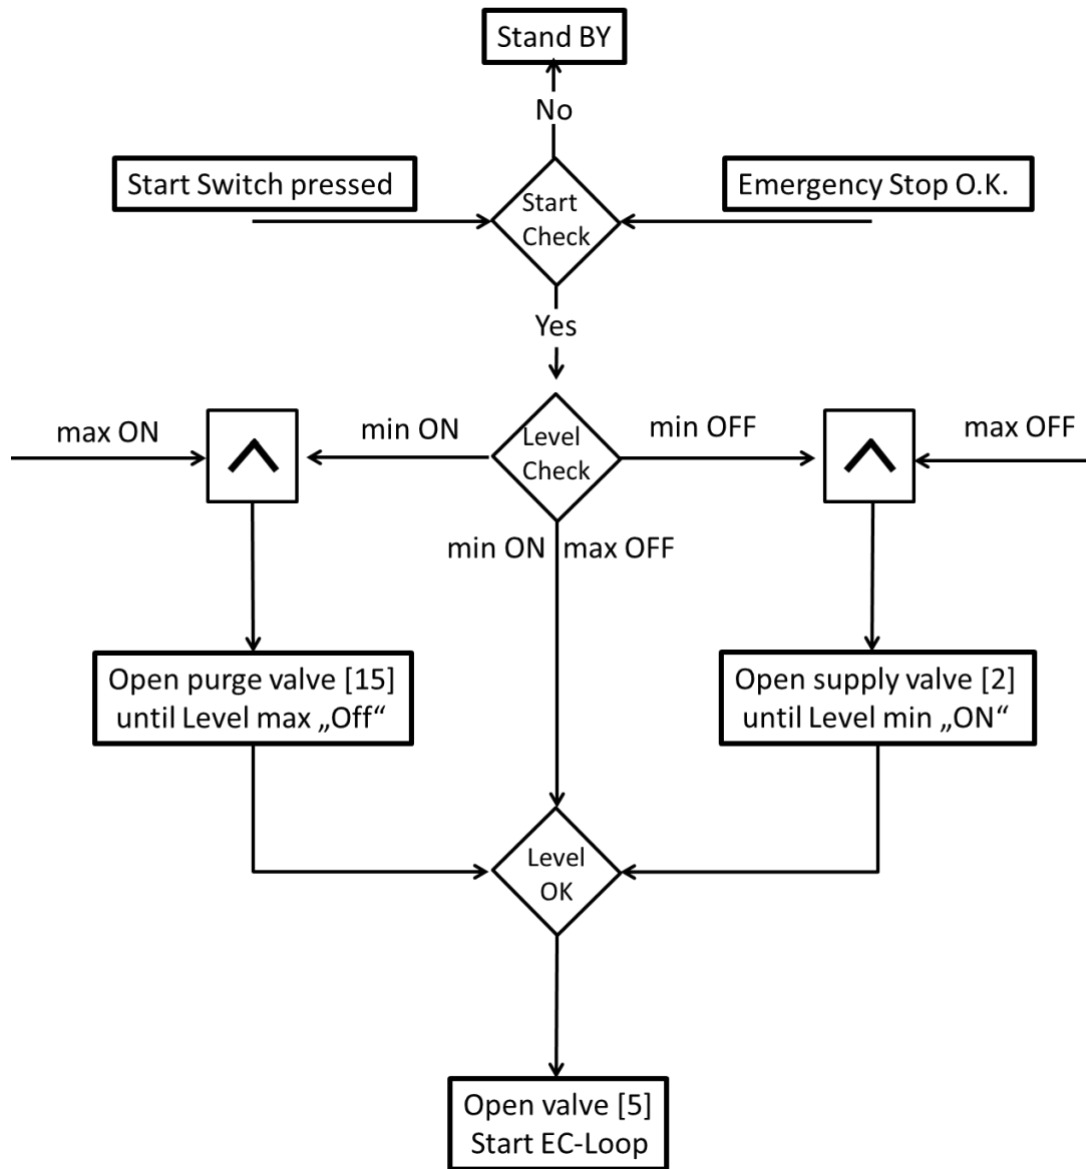 Stand BY
No
Start Switch pressed
Emergency Stop O.K.
Start
Check
Yes
max ON
min ON
Level
Check
min OFF
max OFF
min ON
max OFF
Open purge valve [15]
until Level max „Off“
Open supply valve [2]
until Level min „ON“
Level
OK
Open valve [5]
Start EC-Loop